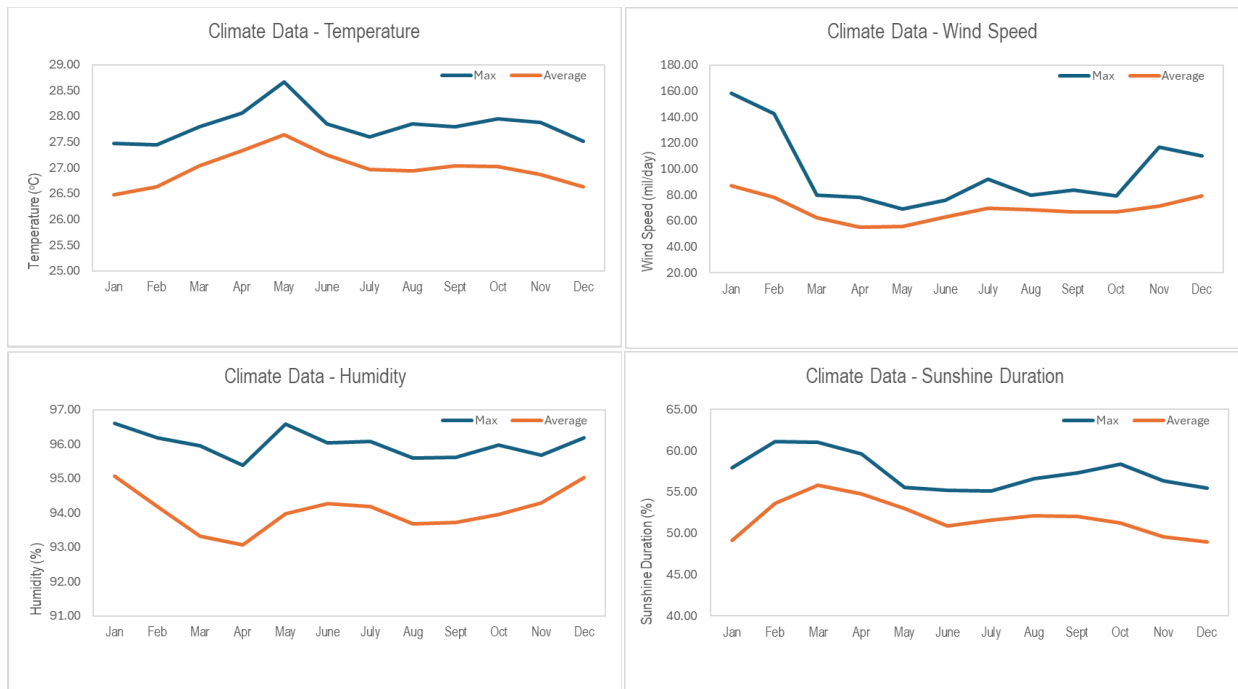 Climate Data - Temperature
Temperature (°C)
29.00
28.50
28.00
27.50
27.00
26.50
26.00
25.50
25.00
Max Average
Jan Feb Mar Apr May June July Aug Sept Oct Nov Dec
Climate Data - Wind Speed
Wind Speed (mil/day)
180.00
160.00
140.00
120.00
100.00
80.00
60.00
40.00
20.00
Max Average
Jan Feb Mar Apr May June July Aug Sept Oct Nov Dec
Climate Data - Humidity
Humidity (%)
97.00
96.00
95.00
94.00
93.00
92.00
91.00
Max Average
Jan Feb Mar Apr May June July Aug Sept Oct Nov Dec
Climate Data - Sunshine Duration
Sunshine Duration (%)
65.00
60.00
55.00
50.00
45.00
40.00
Max Average
Jan Feb Mar Apr May June July Aug Sept Oct Nov Dec